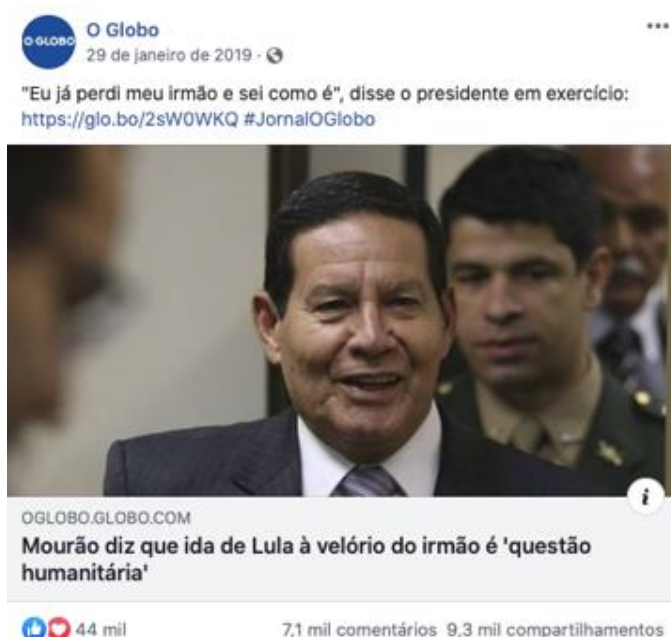 O GLOBO
O Globo
29 de janeiro de 2019 ·
"Eu já perdi meu irmão e sei como é", disse o presidente em exercício:
https://glo.bo/2sW0WKQ #JornalOGlobo
i
OGLOBO.GLOBO.COM
Mourão diz que ida de Lula à velório do irmão é 'questão
humanitária'
44 mil 7,1 mil comentários 9,3 mil compartilhamentos